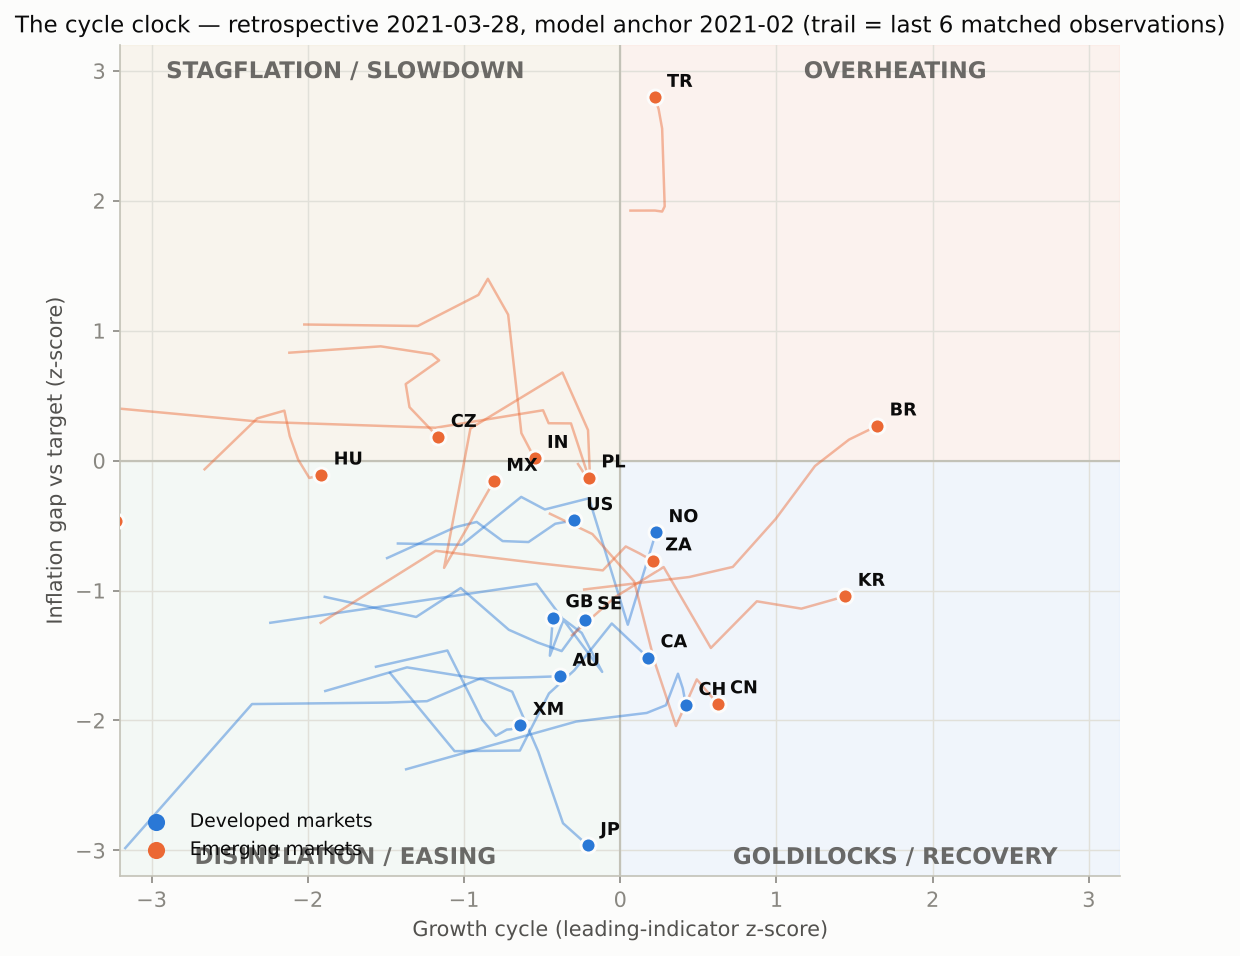 The cycle clock — retrospective 2021-03-28, model anchor 2021-02 (trail = last 6 matched observations)
STAGFLATION / SLOWDOWN
OVERHEATING
TR
BR
CZ
IN
HU
MX
PL
US
NO
ZA
KR
GB
SE
CA
AU
CH
CN
XM
JP
Developed markets
Emerging markets
DISINFLATION / EASING
GOLDILOCKS / RECOVERY
3
2
1
0
−1
−2
−3
−3
−2
−1
0
1
2
3
Inflation gap vs target (z-score)
Growth cycle (leading-indicator z-score)